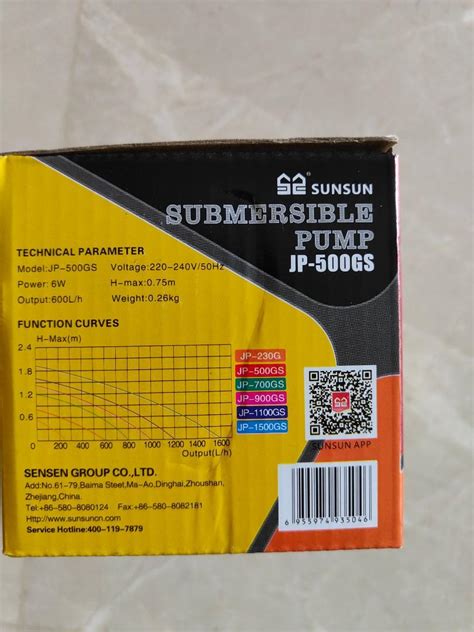 SUNSUN
SUBMERSIBLE
PUMP
JP-500GS
TECHNICAL PARAMETER
Model:JP-500GS Voltage:220-240V/50Hz
Power: 6W H-max:0.75m
Output:600L/h Weight:0.26kg
FUNCTION CURVES
H-Max(m)
2.4
1.8
1.2
0.6
0 200 400 600 800 1000 1200 1400 1600
Output(L/h)
JP-230G
JP-500GS
JP-700GS
JP-900GS
JP-1100GS
JP-1500GS
SUNSUN APP
SENSEN GROUP CO.,LTD.
Add:No.61-79,Baima Steet,Ma-Ao,Dinghai,Zhoushan,
Zhejiang,China.
Tel:+86-580-8080124 Fax:+86-580-8082181
Http://www.sunsuncn.com
Service Hotline:400-119-7879
6 955974 935046